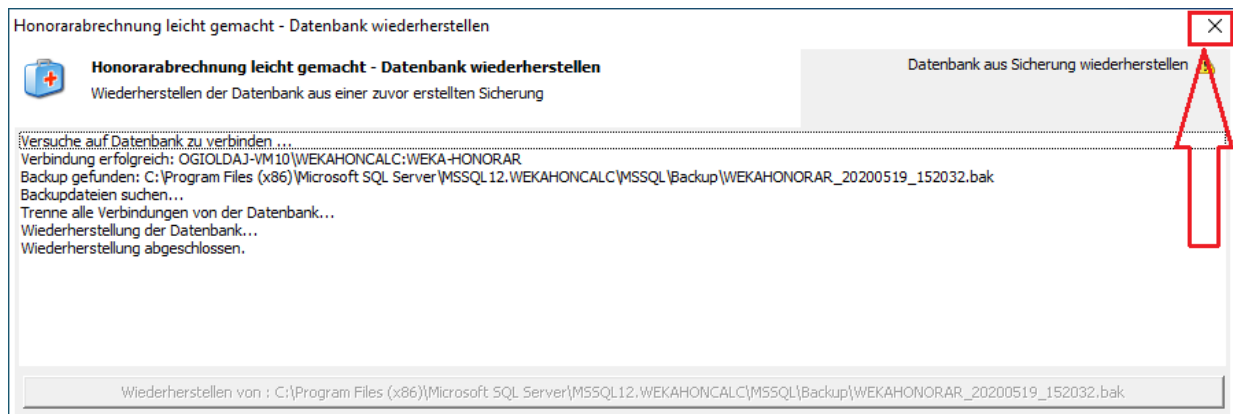 Honorarabrechnung leicht gemacht - Datenbank wiederherstellen
Honorarabrechnung leicht gemacht - Datenbank wiederherstellen
Datenbank aus Sicherung wiederherstellen
Wiederherstellen der Datenbank aus einer zuvor erstellten Sicherung
Versuche auf Datenbank zu verbinden ...
Verbindung erfolgreich: OGIOLDAJ-VM10\WEKAHONCALC:WEKA-HONORAR
Backup gefunden: C:\Program Files (x86)\Microsoft SQL Server\MSSQL12.WEKAHONCALC\MSSQL\Backup\WEKAHONORAR_20200519_152032.bak
Backupdateien suchen...
Trenne alle Verbindungen von der Datenbank...
Wiederherstellung der Datenbank...
Wiederherstellung abgeschlossen.
Wiederherstellen von : C:\Program Files (x86)\Microsoft SQL Server\MSSQL12.WEKAHONCALC\MSSQL\Backup\WEKAHONORAR_20200519_152032.bak